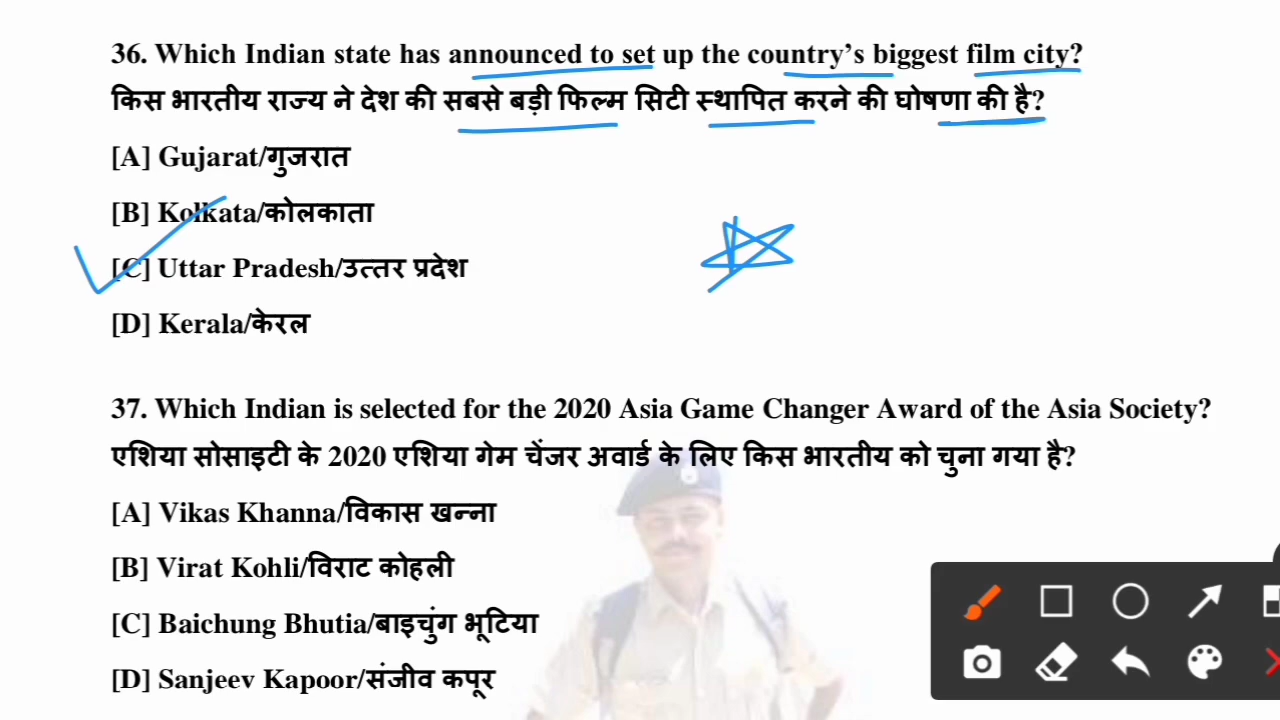 36. Which Indian state has announced to set up the country’s biggest film city?
किस भारतीय राज्य ने देश की सबसे बड़ी फिल्म सिटी स्थापित करने की घोषणा की है?
[A] Gujarat/गुजरात
[B] Kolkata/कोलकाता
[C] Uttar Pradesh/उत्तर प्रदेश
[D] Kerala/केरल
37. Which Indian is selected for the 2020 Asia Game Changer Award of the Asia Society?
एशिया सोसाइटी के 2020 एशिया गेम चेंजर अवार्ड के लिए किस भारतीय को चुना गया है?
[A] Vikas Khanna/विकास खन्ना
[B] Virat Kohli/विराट कोहली
[C] Baichung Bhutia/बाइचुंग भूटिया
[D] Sanjeev Kapoor/संजीव कपूर